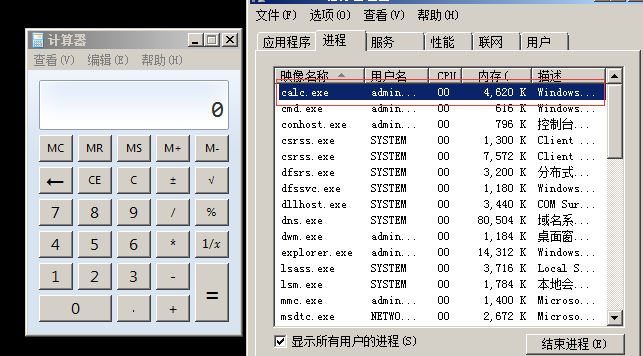 计算器
查看(V) 编辑(E) 帮助(H)
0
MC MR MS M+ M-
← CE C ± √
7 8 9 / %
4 5 6 * 1/x
1 2 3 - =
0 . +
文件(F) 选项(O) 查看(V) 帮助(H)
应用程序 进程 服务 性能 联网 用户
映像名称 用户名 CPU 内存( 描述
calc.exe admin... 00 4,620 K Windows...
cmd.exe admin... 00 616 K Windows...
conhost.exe admin... 00 796 K 控制台...
csrss.exe SYSTEM 00 1,300 K Client ...
csrss.exe SYSTEM 00 7,572 K Client ...
dfsrs.exe SYSTEM 00 3,200 K 分布式...
dfssvc.exe SYSTEM 00 1,180 K Windows...
dllhost.exe SYSTEM 00 3,440 K COM Sur...
dns.exe SYSTEM 00 80,504 K 域名系...
dwm.exe admin... 00 1,184 K 桌面窗...
explorer.exe admin... 00 14,312 K Windows...
lsass.exe SYSTEM 00 3,716 K Local S...
lsm.exe SYSTEM 00 1,784 K 本地会...
mmc.exe admin... 00 1,400 K Microso...
msdtc.exe NETWO... 00 2,672 K Microso...
显示所有用户的进程(S)
结束进程(E)